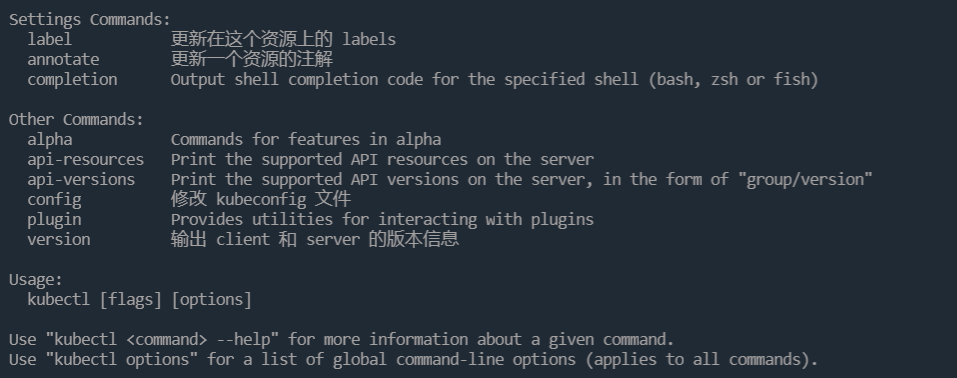 Settings Commands:
  label           更新在这个资源上的 labels
  annotate        更新一个资源的注解
  completion      Output shell completion code for the specified shell (bash, zsh or fish)

Other Commands:
  alpha           Commands for features in alpha
  api-resources   Print the supported API resources on the server
  api-versions    Print the supported API versions on the server, in the form of "group/version"
  config          修改 kubeconfig 文件
  plugin          Provides utilities for interacting with plugins
  version         输出 client 和 server 的版本信息

Usage:
  kubectl [flags] [options]

Use "kubectl <command> --help" for more information about a given command.
Use "kubectl options" for a list of global command-line options (applies to all commands).